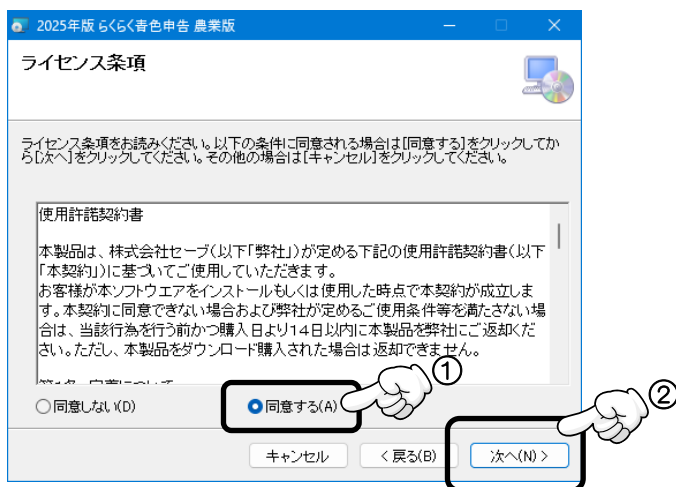 2025年版 らくらく青色申告 農業版
ライセンス条項
ライセンス条項をお読みください。以下の条件に同意される場合は[同意する]をクリックしてか
ら[次へ]をクリックしてください。その他の場合は[キャンセル]をクリックしてください。
使用許諾契約書
本製品は、株式会社セーブ(以下「弊社」)が定める下記の使用許諾契約書(以下
「本契約」)に基づいてご使用していただきます。
お客様が本ソフトウエアをインストールもしくは使用した時点で本契約が成立しま
す。本契約に同意できない場合および弊社が定めるご使用条件等を満たさない場
合は、当該行為を行う前かつ購入日より14日以内に本製品を弊社にご返却くだ
さい。ただし、本製品をダウンロード購入された場合は返却できません。
①
同意しない(D) 同意する(A)
②
キャンセル < 戻る(B) 次へ(N) >